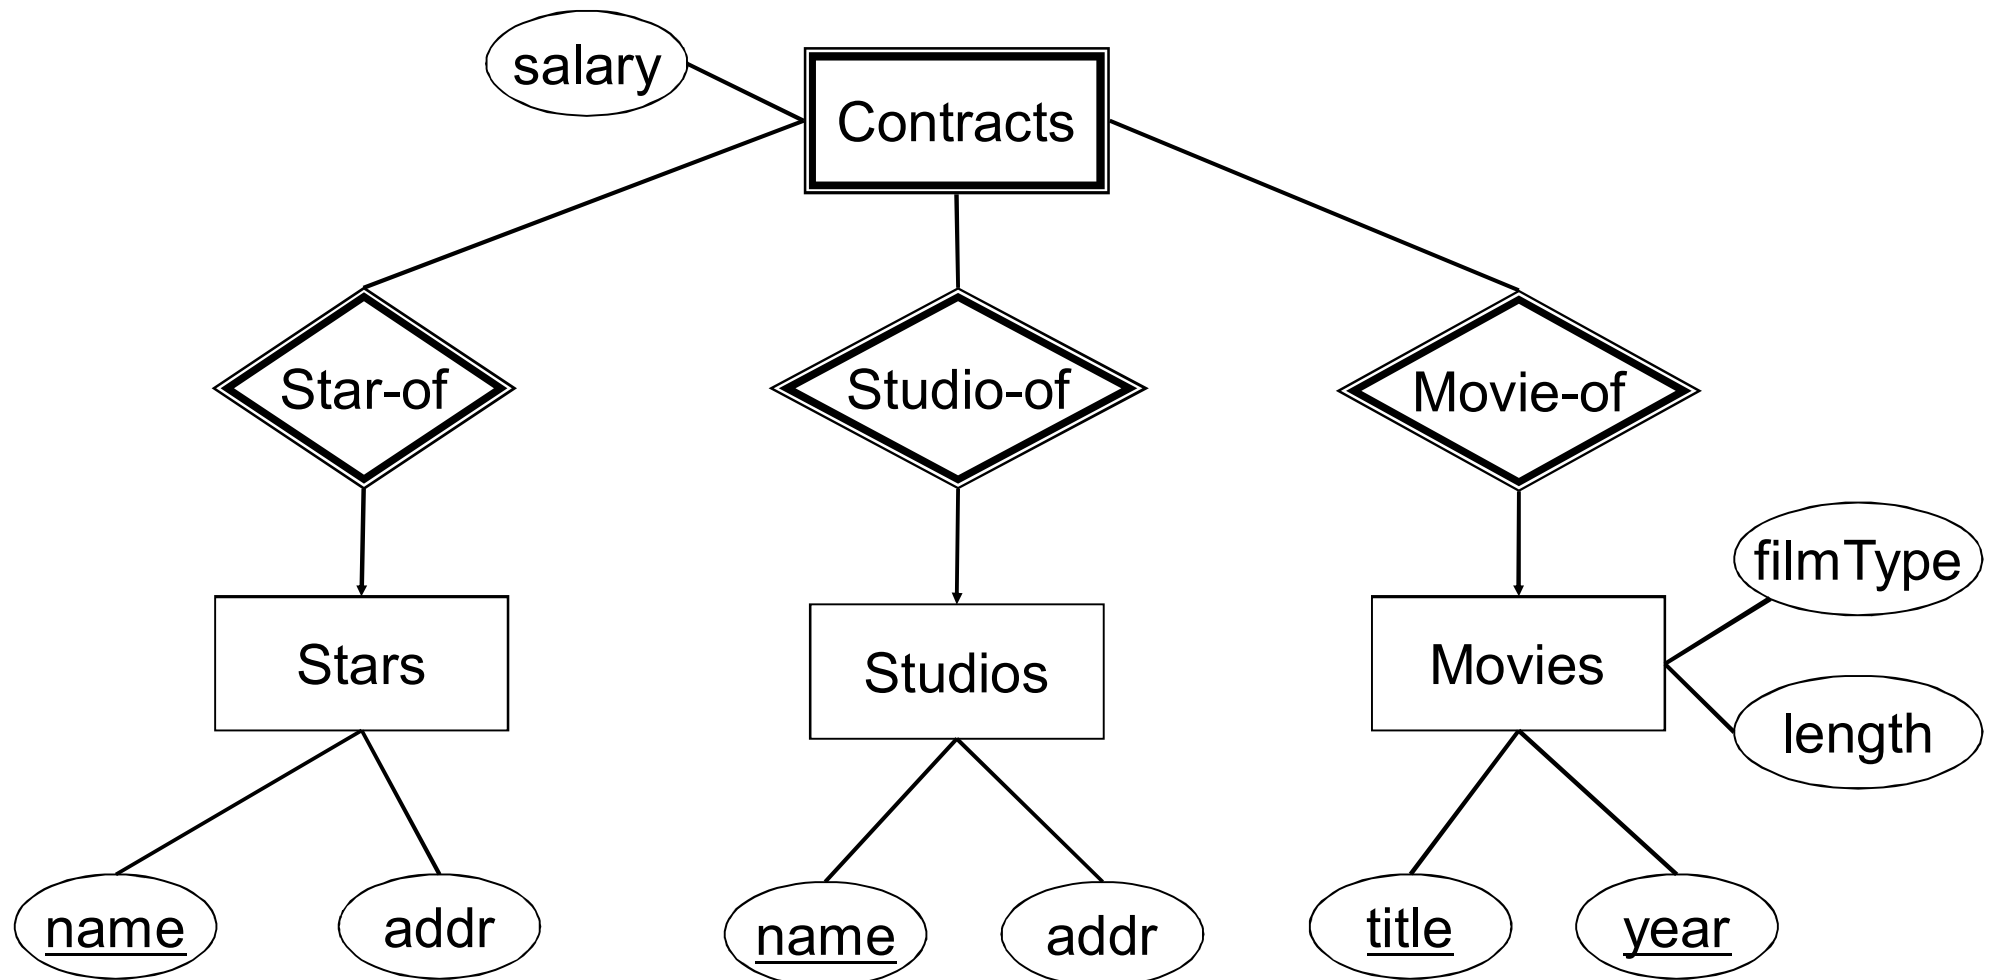 salary
Contracts
Star-of
Studio-of
Movie-of
filmType
Stars
Studios
Movies
length
name
addr
name
addr
title
year